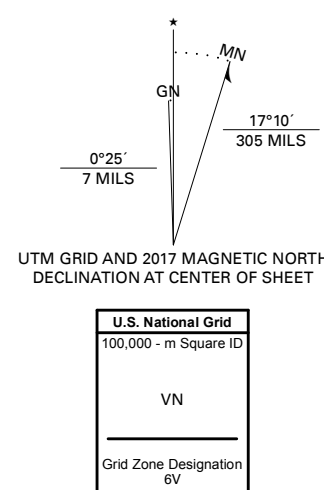 ★
MN
GN
17°10´
305 MILS
0°25´
7 MILS
UTM GRID AND 2017 MAGNETIC NORTH
DECLINATION AT CENTER OF SHEET
U.S. National Grid
100,000 - m Square ID
VN
Grid Zone Designation
6V